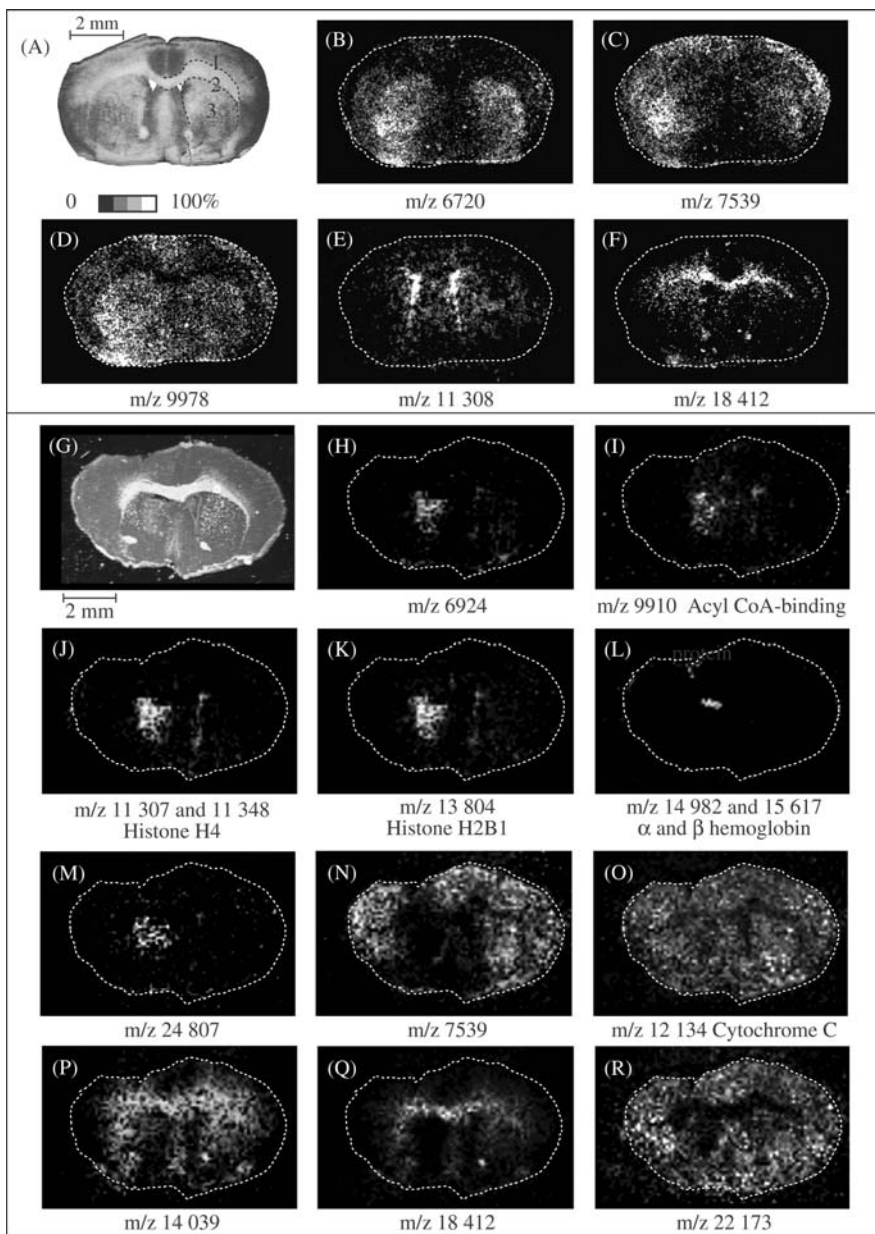 (A)
2 mm
1
2
3
0 100%
(B)
m/z 6720
(C)
m/z 7539
(D)
m/z 9978
(E)
m/z 11 308
(F)
m/z 18 412
(G)
2 mm
(H)
m/z 6924
(I)
m/z 9910 Acyl CoA-binding
(J)
m/z 11 307 and 11 348
Histone H4
(K)
m/z 13 804
Histone H2B1
(L)
protein
m/z 14 982 and 15 617
α and β hemoglobin
(M)
m/z 24 807
(N)
m/z 7539
(O)
m/z 12 134 Cytochrome C
(P)
m/z 14 039
(Q)
m/z 18 412
(R)
m/z 22 173